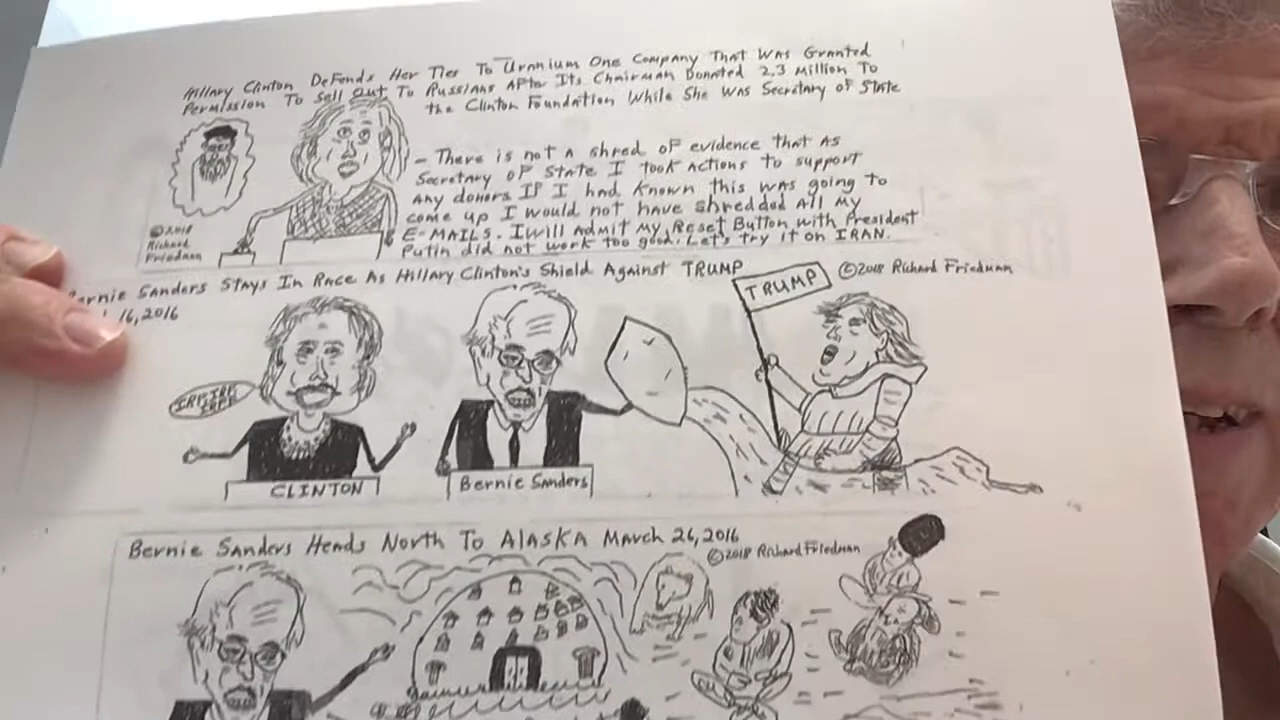 Hillary Clinton Defends Her Ties To Uranium One Company That Was Granted
Permission To Sell Out To Russians After Its Chairman Donated 2,3 Million To
the Clinton Foundation While She Was Secretary of State
- There is not a shred of evidence that As
Secretary of State I took actions to support
Any donors If I had known this was going to
come up I would not have shredded All my
E-MAILS. I will Admit my Reset Button with President
Putin did not work too good. Let's try it on IRAN.
©2018
Richard
Friedman
Bernie Sanders Stays In Race As Hillary Clinton's Shield Against TRUMP
16,2016
©2018 Richard Friedman
TRUMP
CLINTON
Bernie Sanders
Bernie Sanders Heads North To ALASKA March 26,2016
©2018 Richard Friedman